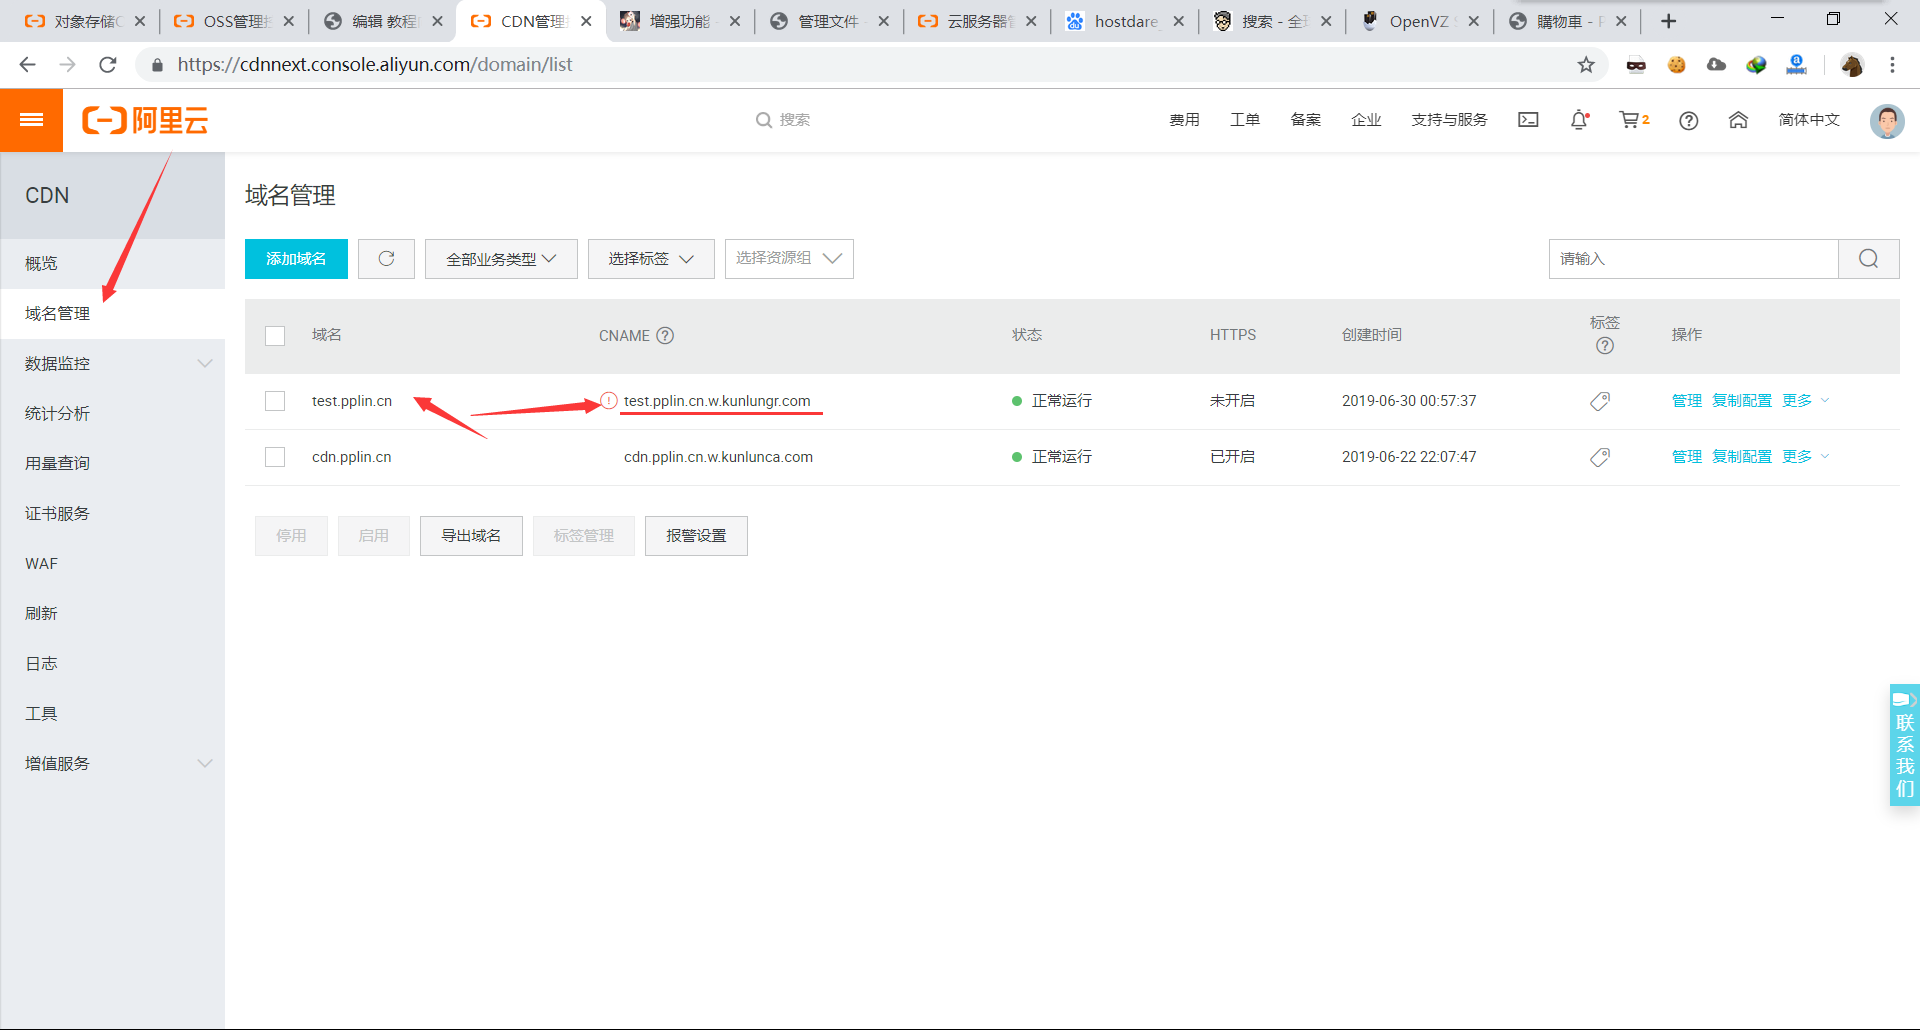 对象存储
OSS管理控
编辑 教程
CDN管理控
增强功能
管理文件
云服务器管
hostdare
搜索 - 全球
OpenVZ
購物車 -
https://cdnnext.console.aliyun.com/domain/list
阿里云
搜索
费用
工单
备案
企业
支持与服务
2
简体中文
CDN
概览
域名管理
数据监控
统计分析
用量查询
证书服务
WAF
刷新
日志
工具
增值服务
域名管理
添加域名
全部业务类型
选择标签
选择资源组
请输入
域名
CNAME
状态
HTTPS
创建时间
标签
操作
test.pplin.cn
test.pplin.cn.w.kunlungr.com
正常运行
未开启
2019-06-30 00:57:37
管理 复制配置 更多
cdn.pplin.cn
cdn.pplin.cn.w.kunlunca.com
正常运行
已开启
2019-06-22 22:07:47
管理 复制配置 更多
停用
启用
导出域名
标签管理
报警设置
联系我们